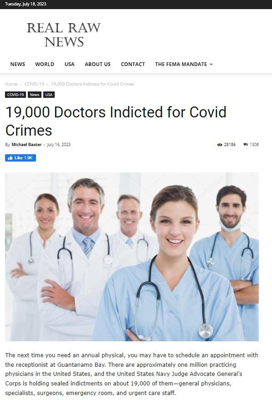 Tuesday, July 18, 2023
REAL RAW
NEWS
NEWS WORLD USA ABOUT US CONTACT THE FEMA MANDATE
Home COVID-19 19,000 Doctors Indicted for Covid Crimes
COVID-19 News USA
19,000 Doctors Indicted for Covid
Crimes
By Michael Baxter - July 16, 2023 28186 1308
Like 1.9K
The next time you need an annual physical, you may have to schedule an appointment with
the receptionist at Guantanamo Bay. There are approximately one million practicing
physicians in the United States, and the United States Navy Judge Advocate General's
Corps is holding sealed indictments on about 19,000 of them—general physicians,
specialists, surgeons, emergency room, and urgent care staff.